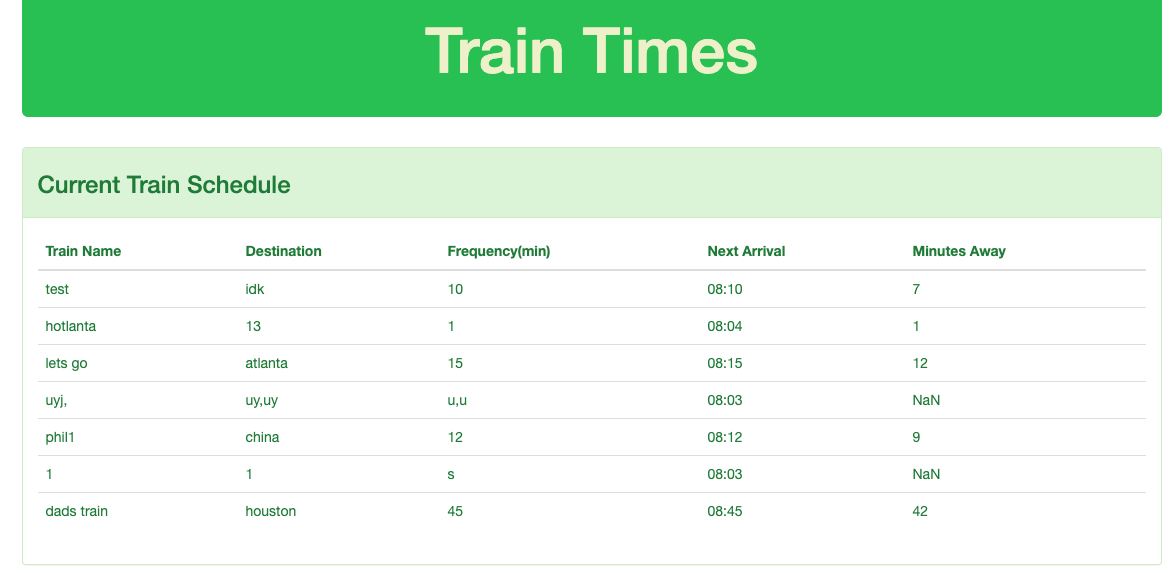 Train Times
Current Train Schedule
Train Name Destination Frequency(min) Next Arrival Minutes Away
test idk 10 08:10 7
hotlanta 13 1 08:04 1
lets go atlanta 15 08:15 12
uyj, uy,uy u,u 08:03 NaN
phil1 china 12 08:12 9
1 1 s 08:03 NaN
dads train houston 45 08:45 42